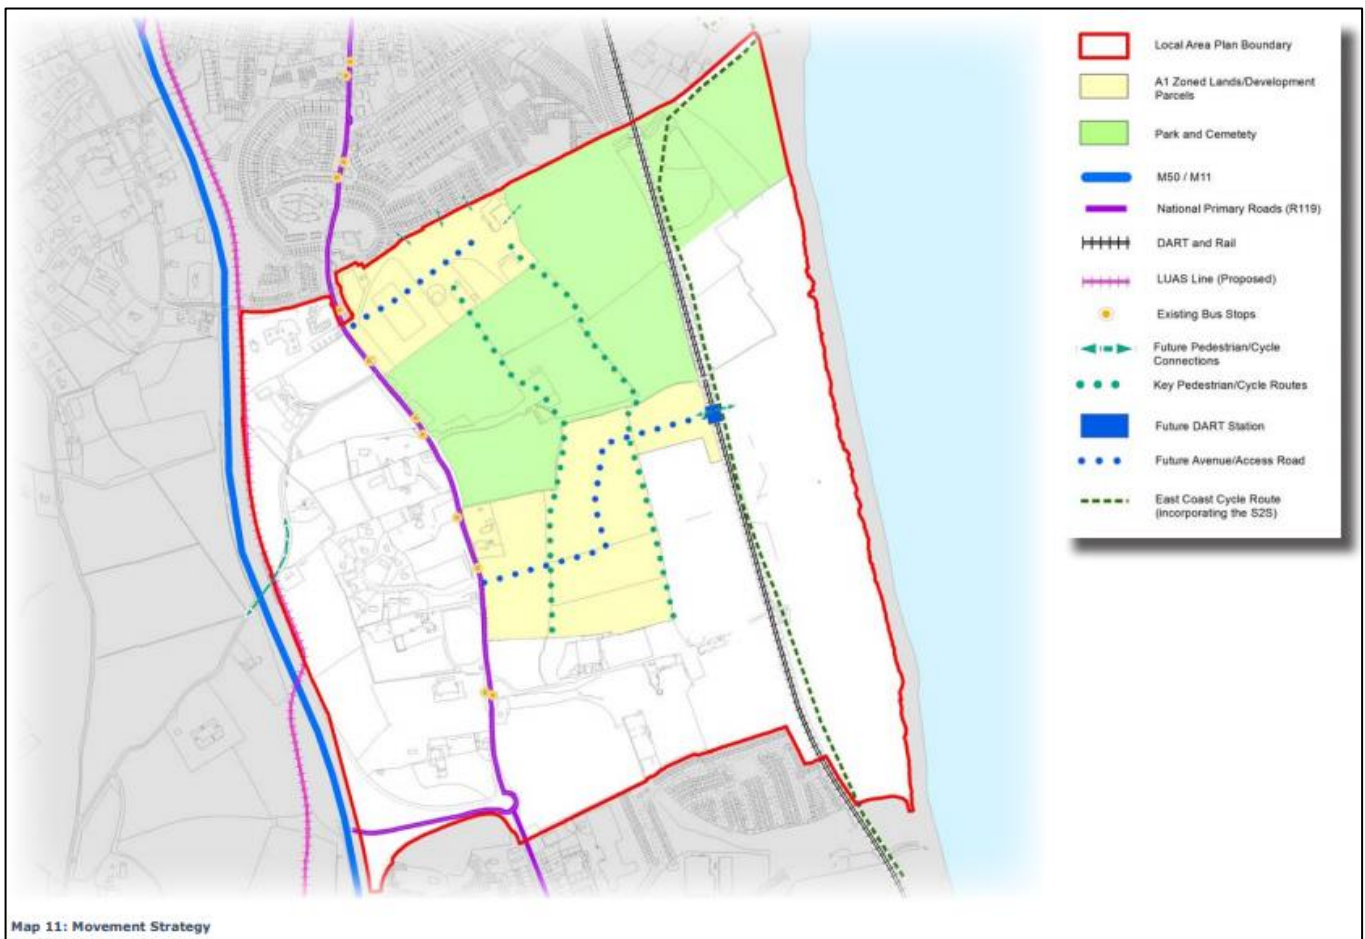 Local Area Plan Boundary
A1 Zoned Lands/Development
Parcels
Park and Cemetety
M50 / M11
National Primary Roads (R119)
DART and Rail
LUAS Line (Proposed)
Existing Bus Stops
Future Pedestrian/Cycle
Connections
Key Pedestrian/Cycle Routes
Future DART Station
Future Avenue/Access Road
East Coast Cycle Route
(incorporating the S2S)
Map 11: Movement Strategy